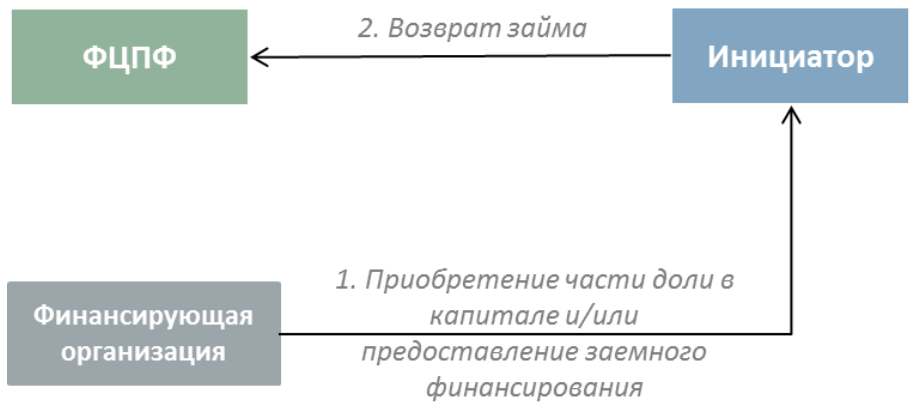 2. Возврат займа
ФЦПФ
Инициатор
1. Приобретение части доли в
капитале и/или
предоставление заемного
финансирования
Финансирующая
организация